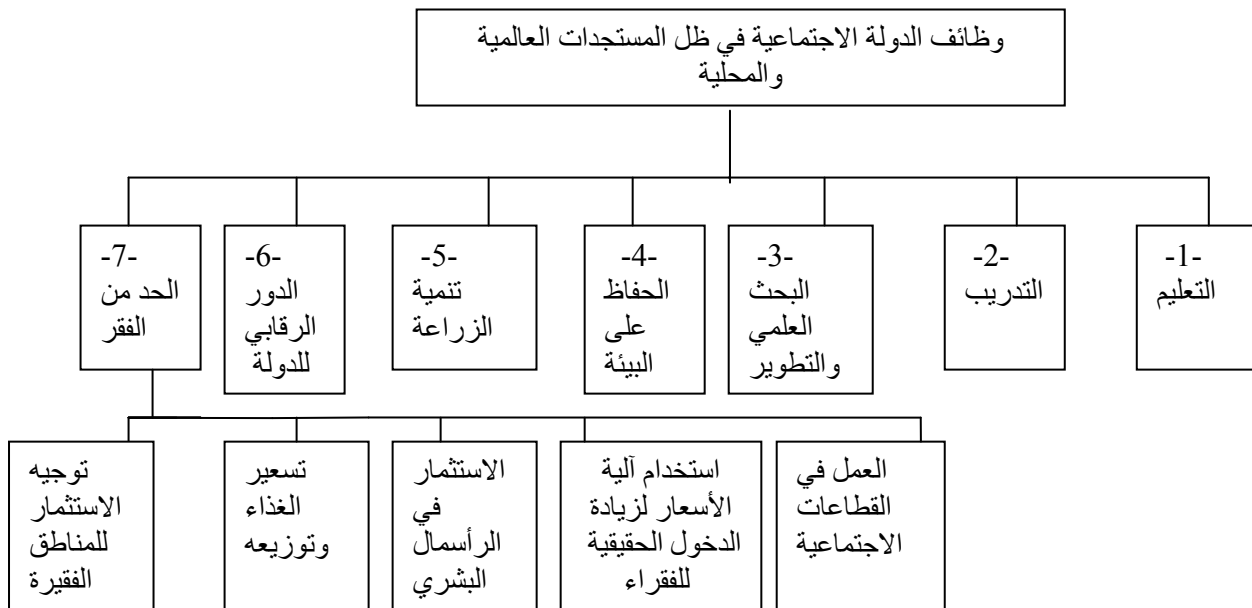 وظائف الدولة الاجتماعية في ظل المستجدات العالمية
والمحلية
-1-
التعليم
-2-
التدريب
-3-
البحث
العلمي
والتطوير
-4-
الحفاظ
على
البيئة
-5-
تنمية
الزراعة
-6-
الدور
الرقابي
للدولة
-7-
الحد من
الفقر
العمل في
القطاعات
الاجتماعية
استخدام آلية
الأسعار لزيادة
الدخول الحقيقية
للفقراء
الاستثمار
في
الرأسمال
البشري
تسعير
الغذاء
وتوزيعه
توجيه
الاستثمار
للمناطق
الفقيرة